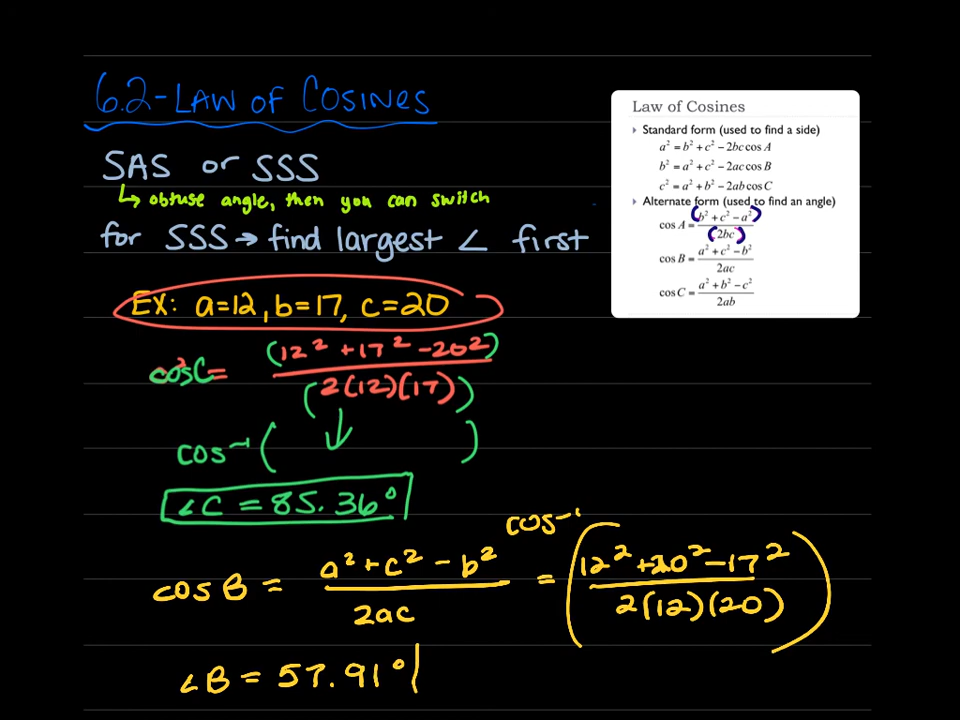 6.2-LAW OF COSINES
SAS or SSS
↳ obtuse angle, then you can switch
for SSS → find largest ∠ first
EX: a=12, b=17, c=20
cosC= (12² +17² -20²)
(2(12)(17))
cos⁻¹ ( ↓ )
∠C = 85.36°
cos B = a² + c² - b² = cos⁻¹ (12² +20² -17²)
2ac 2(12)(20)
∠B = 57.91°
Law of Cosines
Standard form (used to find a side)
a² = b² + c² − 2bc cos A
b² = a² + c² − 2ac cos B
c² = a² + b² − 2ab cos C
Alternate form (used to find an angle)
cos A = (b² + c² − a²)
(2bc)
cos B = a² + c² − b²
2ac
cos C = a² + b² − c²
2ab